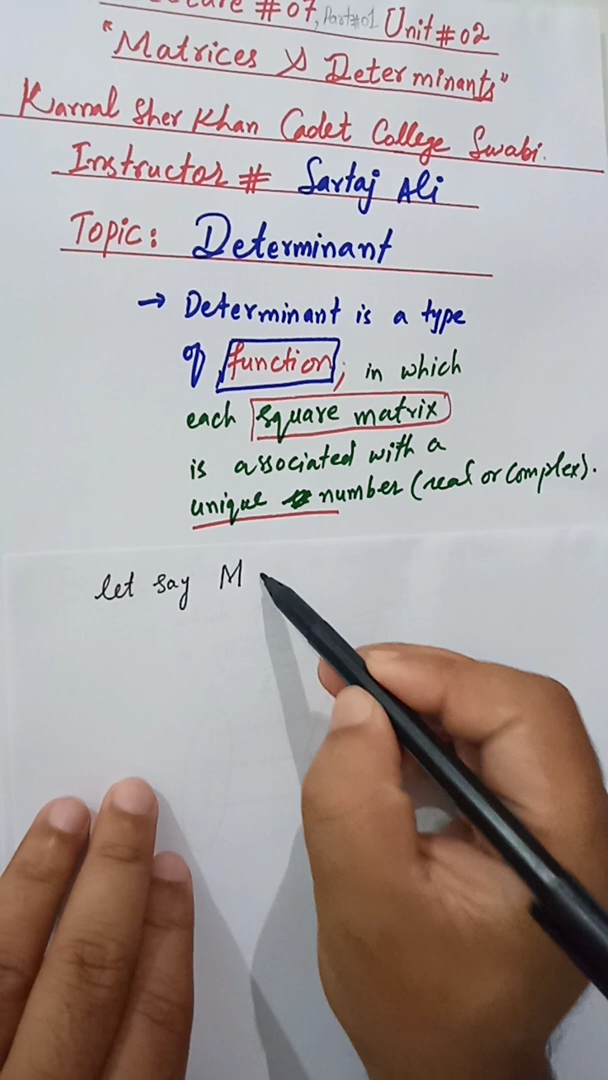 #07, Part#01 Unit#02
"Matrices & Determinants"
Karnal Sher Khan Cadet College Swabi.
Instructor # Sartaj Ali
Topic: Determinant
→ Determinant is a type
of function; in which
each square matrix
is associated with a
unique number (real or complex).
let say M